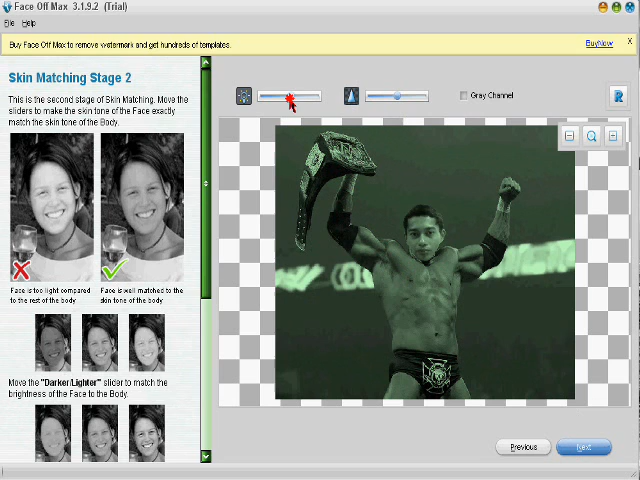 Face Off Max 3.1.9.2 (Trial)
File Help
Buy Face Off Max to remove watermark and get hundreds of templates.
BuyNow
X
Skin Matching Stage 2
This is the second stage of Skin Matching. Move the
sliders to make the skin tone of the Face exactly
match the skin tone of the Body.
Gray Channel
R
Face is too light compared
to the rest of the body
Face is well matched to the
skin tone of the body
Move the "Darker/Lighter" slider to match the
brightness of the Face to the Body.
Previous
Next